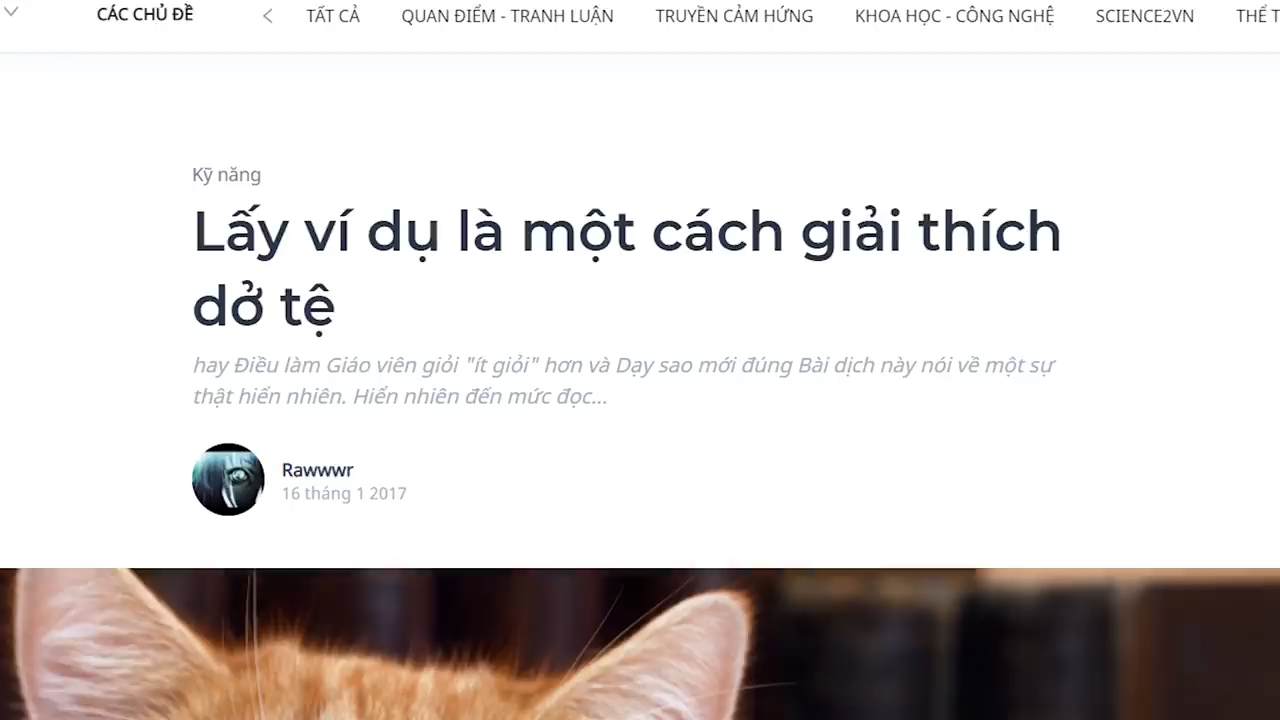 CÁC CHỦ ĐỀ TẤT CẢ QUAN ĐIỂM - TRANH LUẬN TRUYỀN CẢM HỨNG KHOA HỌC - CÔNG NGHỆ SCIENCE2VN THỂ T
Kỹ năng
Lấy ví dụ là một cách giải thích
dở tệ
hay Điều làm Giáo viên giỏi "ít giỏi" hơn và Dạy sao mới đúng Bài dịch này nói về một sự
thật hiển nhiên. Hiển nhiên đến mức đọc...
Rawwwr
16 tháng 1 2017